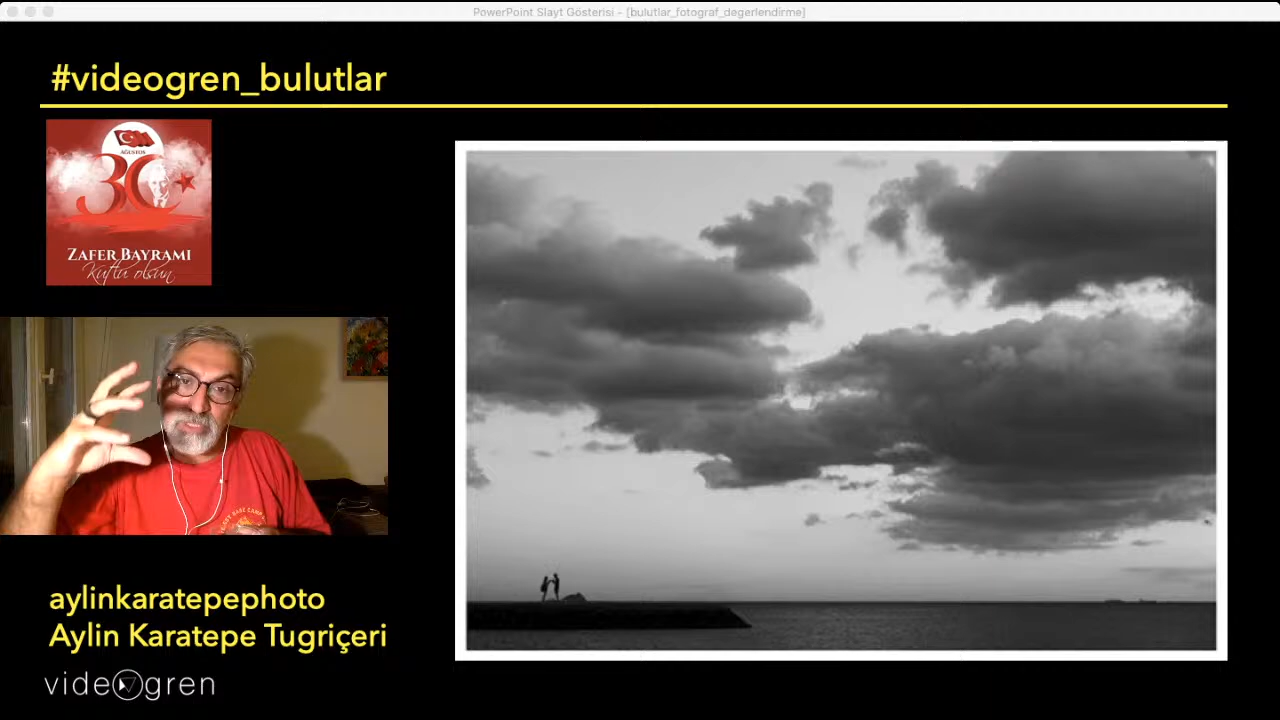 PowerPoint Slayt Gösterisi - [bulutlar_fotograf_degerlendirme]
#videogren_bulutlar
AĞUSTOS
30
ZAFER BAYRAMI
Kutlu olsun
aylinkaratepephoto
Aylin Karatepe Tugriçeri
videogren